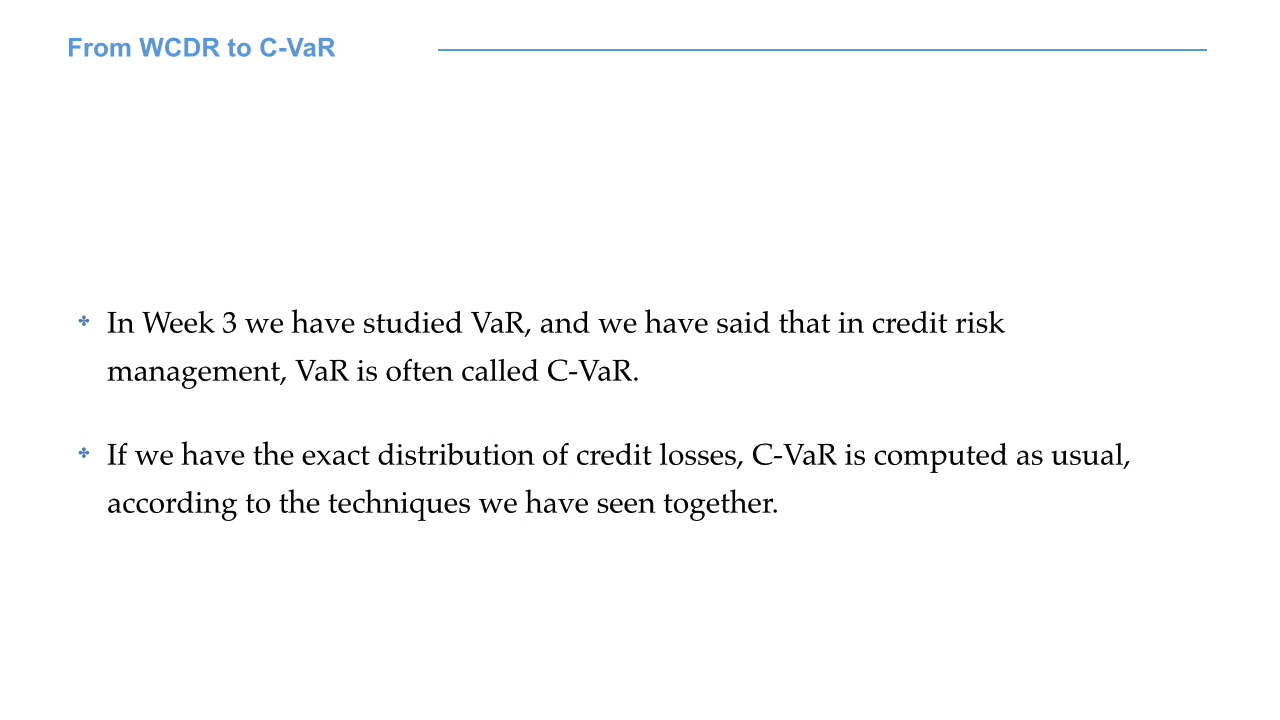 From WCDR to C-VaR
✤ In Week 3 we have studied VaR, and we have said that in credit risk
management, VaR is often called C-VaR.
✤ If we have the exact distribution of credit losses, C-VaR is computed as usual,
according to the techniques we have seen together.